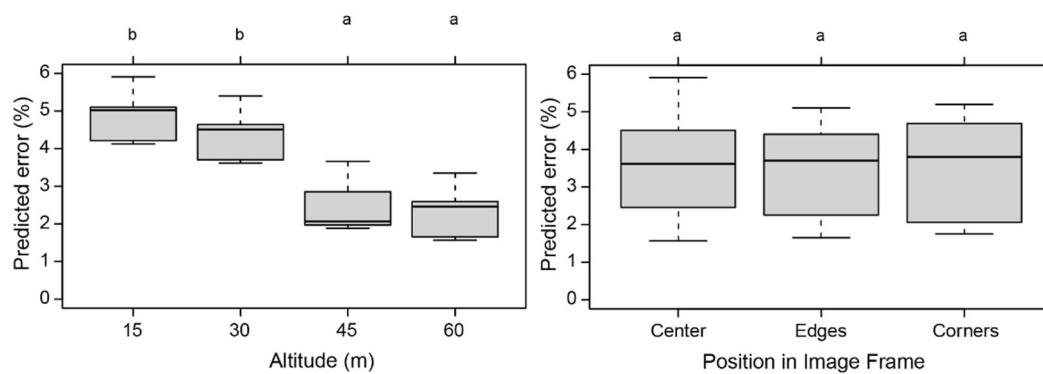 b b a a
Predicted error (%)
6
5
4
3
2
1
0
15 30 45 60
Altitude (m)
a a a
Predicted error (%)
6
5
4
3
2
1
0
Center Edges Corners
Position in Image Frame